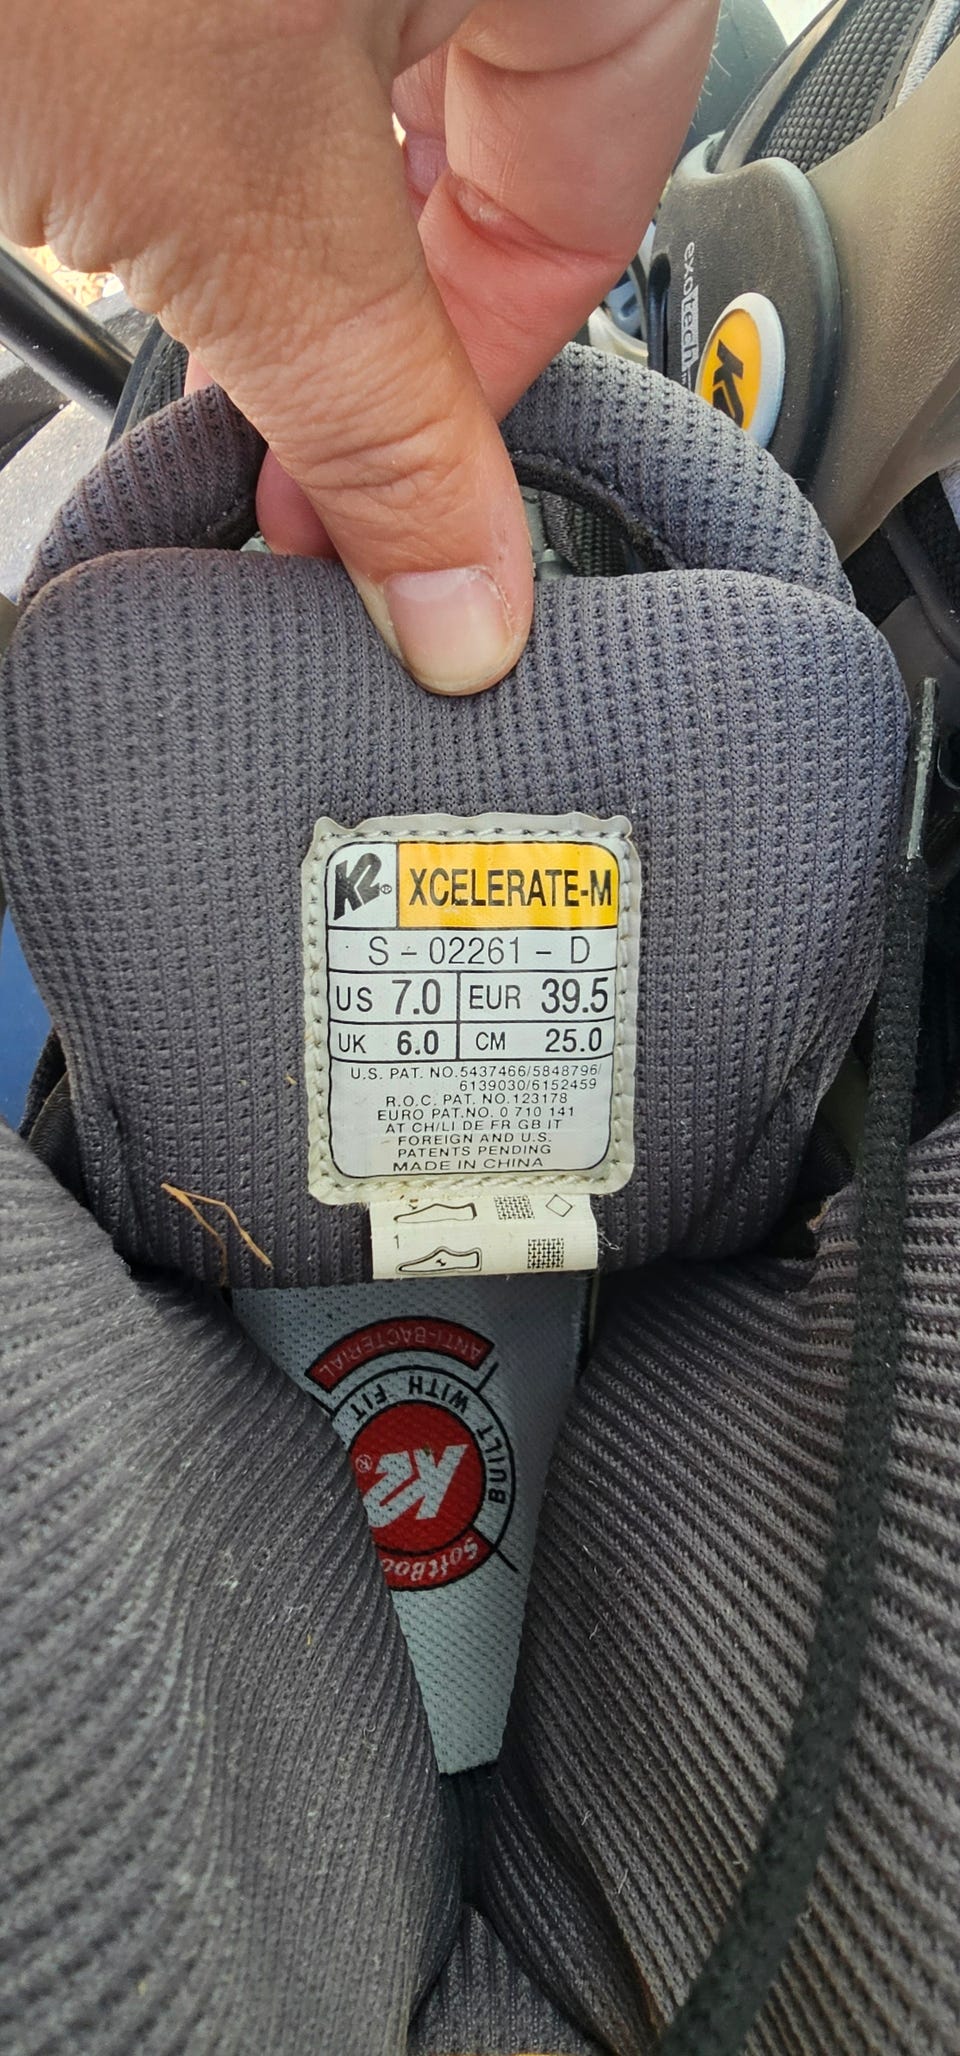 exotech
K2
K2® XCELERATE-M
S - 02261 - D
US 7.0 EUR 39.5
UK 6.0 CM 25.0
U.S. PAT. NO.5437466/5848796/
6139030/6152459
R.O.C. PAT. NO.123178
EURO PAT.NO. 0 710 141
AT CH/LI DE FR GB IT
FOREIGN AND U.S.
PATENTS PENDING
MADE IN CHINA
1
ANTI-BACTERIAL
BUILT WITH FIT
K2®